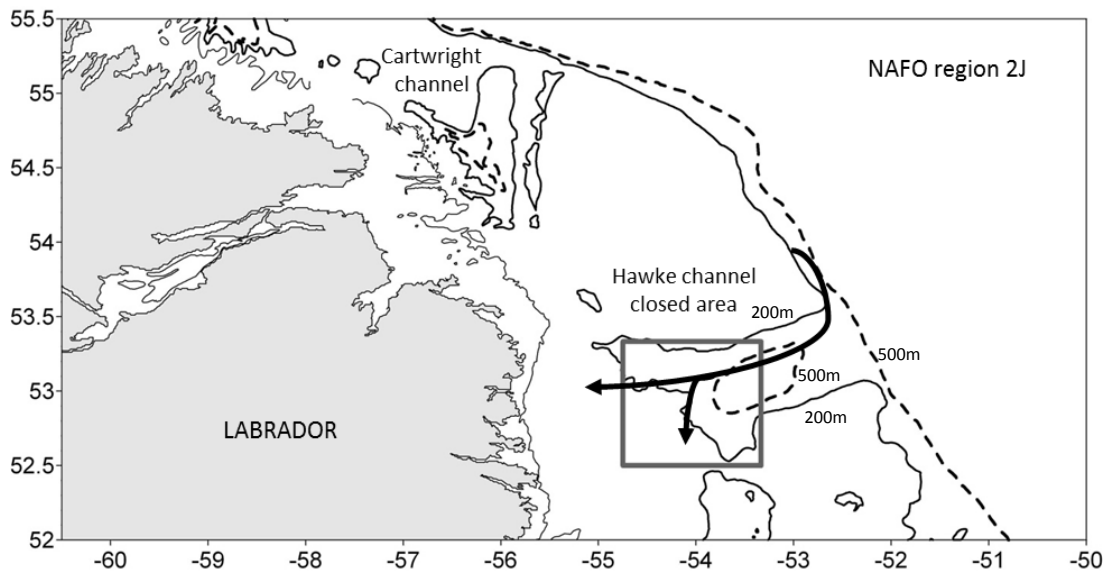 55.5
Cartwright
channel
NAFO region 2J
55
54.5
54
Hawke channel
closed area
200m
53.5
500m
500m
53
200m
LABRADOR
52.5
52
-60 -59 -58 -57 -56 -55 -54 -53 -52 -51 -50